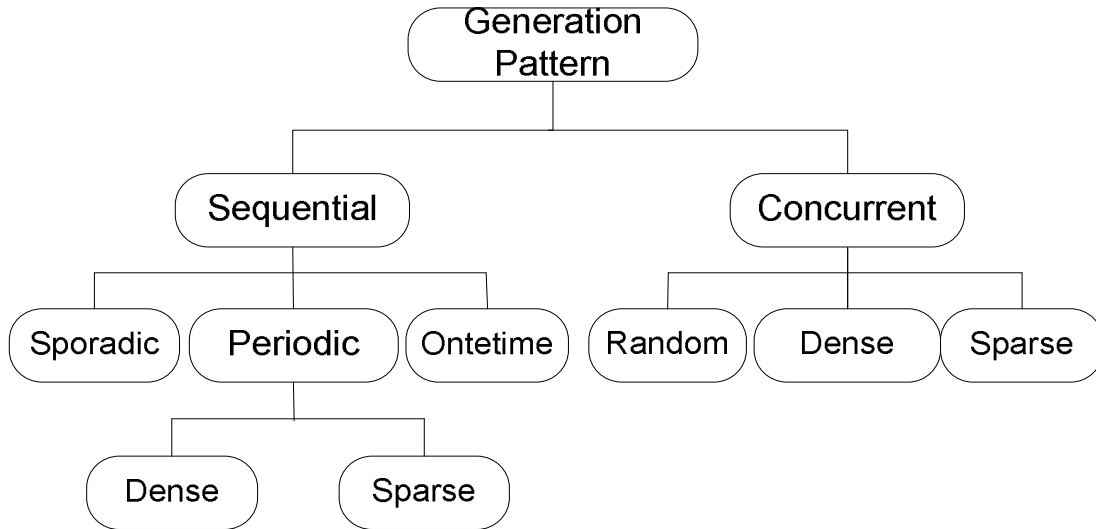 Generation
Pattern
Sequential
Concurrent
Sporadic
Periodic
Ontetime
Random
Dense
Sparse
Dense
Sparse